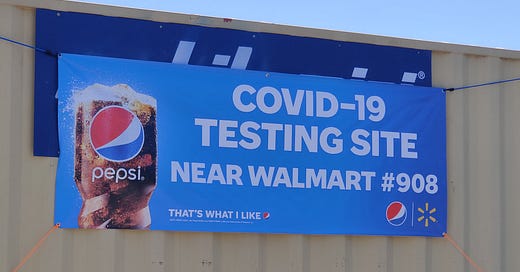 COVID-19
TESTING SITE
NEAR WALMART #908
pepsi
THAT'S WHAT I LIKE